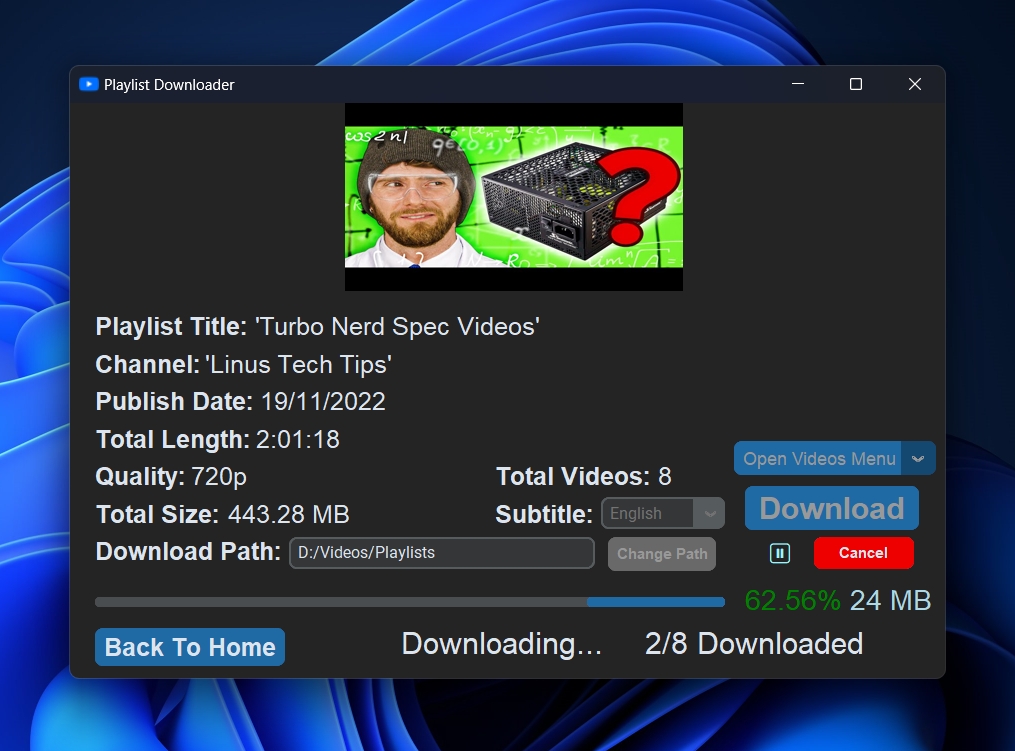 Playlist Downloader
cos2πl
Playlist Title: 'Turbo Nerd Spec Videos'
Channel: 'Linus Tech Tips'
Publish Date: 19/11/2022
Total Length: 2:01:18
Open Videos Menu
Quality: 720p Total Videos: 8
Total Size: 443.28 MB Subtitle: English Download
Download Path: D:/Videos/Playlists Change Path Cancel
62.56% 24 MB
Back To Home Downloading... 2/8 Downloaded